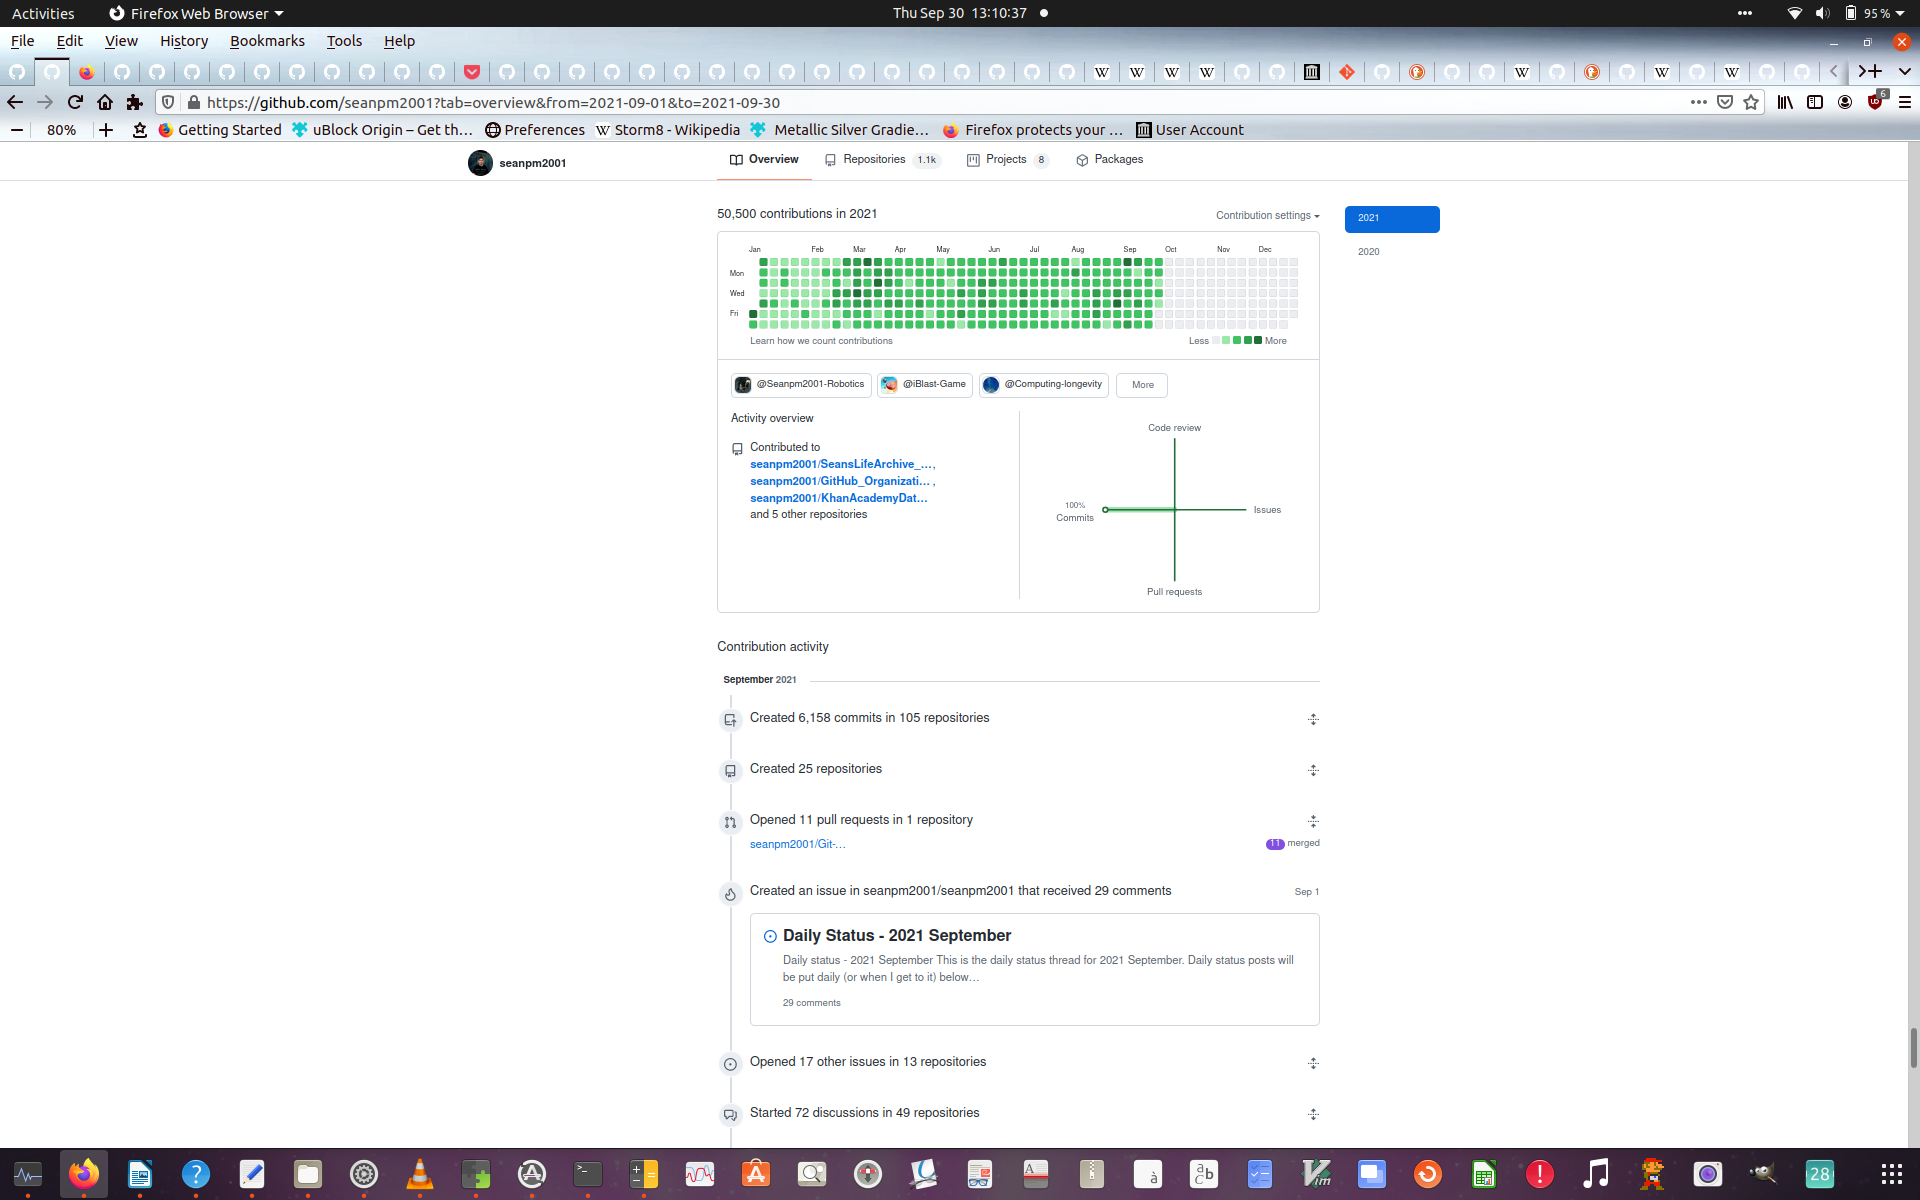 Activities
Firefox Web Browser
Thu Sep 30 13:10:37
95 %
File Edit View History Bookmarks Tools Help
https://github.com/seanpm2001?tab=overview&from=2021-09-01&to=2021-09-30
6
80%
Getting Started
uBlock Origin – Get th…
Preferences
Storm8 - Wikipedia
Metallic Silver Gradie…
Firefox protects your …
User Account
seanpm2001
Overview
Repositories 1.1k
Projects 8
Packages
50,500 contributions in 2021
Contribution settings
2021
2020
Jan Feb Mar Apr May Jun Jul Aug Sep Oct Nov Dec
Mon
Wed
Fri
Learn how we count contributions
Less
More
@Seanpm2001-Robotics
@iBlast-Game
@Computing-longevity
More
Activity overview
Contributed to
seanpm2001/SeansLifeArchive_…,
seanpm2001/GitHub_Organizati… ,
seanpm2001/KhanAcademyDat…
and 5 other repositories
Code review
100%
Commits
Issues
Pull requests
Contribution activity
September 2021
Created 6,158 commits in 105 repositories
Created 25 repositories
Opened 11 pull requests in 1 repository
seanpm2001/Git-…
11 merged
Created an issue in seanpm2001/seanpm2001 that received 29 comments
Sep 1
Daily Status - 2021 September
Daily status - 2021 September This is the daily status thread for 2021 September. Daily status posts will
be put daily (or when I get to it) below…
29 comments
Opened 17 other issues in 13 repositories
Started 72 discussions in 49 repositories
28